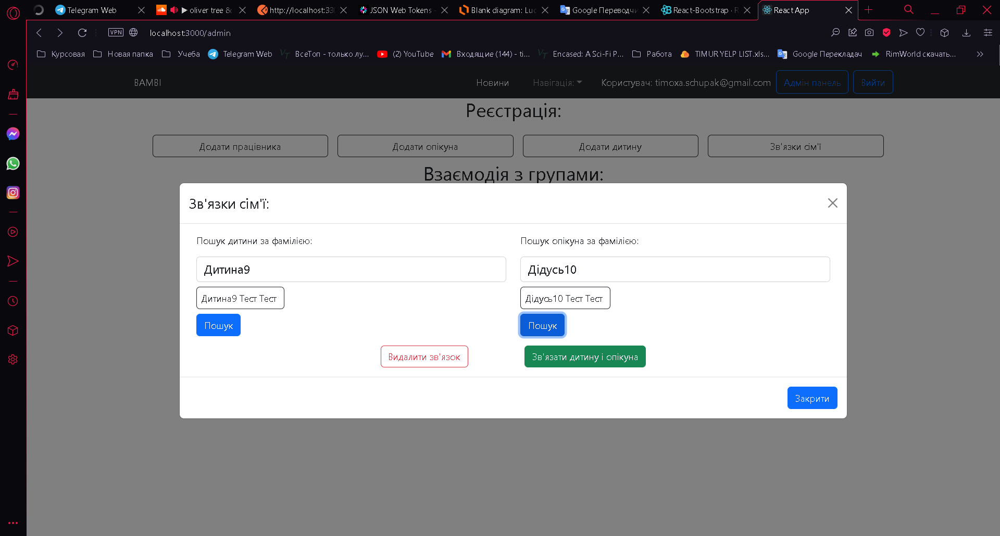 Telegram Web
oliver tree &
http://localhost:33
JSON Web Tokens -
Blank diagram: Luc
Google Переводчи
React-Bootstrap · R
React App
VPN
localhost:3000/admin
Курсовая
Новая папка
Учеба
Telegram Web
ВсеТоп - только лу...
(2) YouTube
Входящие (144) - ti...
Encased: A Sci-Fi P...
Работа
TIMUR YELP LIST.xls...
Google Перекладач
RimWorld скачать...
BAMBI
Новини
Навігація:
Користувач: timoxa.schupak@gmail.com
Адмін панель
Вийти
Реєстрація:
Додати працівника
Додати опікуна
Додати дитину
Зв'язки сім'ї
Взаємодія з групами:
Зв'язки сім'ї:
Пошук дитини за фамілією:
Пошук опікуна за фамілією:
Дитина9
Дідусь10
Дитина9 Тест Тест
Дідусь10 Тест Тест
Пошук
Пошук
Видалити зв'язок
Зв'язати дитину і опікуна
Закрити